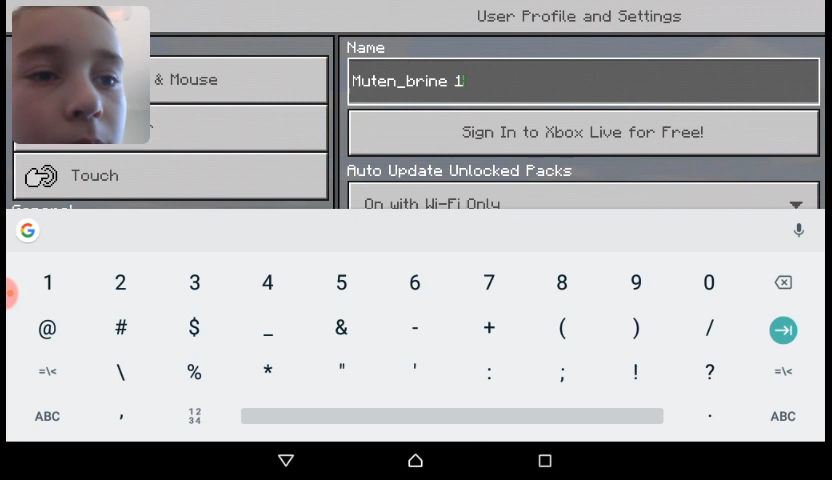 User Profile and Settings
& Mouse
Touch
General
Name
Muten_brine 1
Sign In to Xbox Live for Free!
Auto Update Unlocked Packs
On with Wi-Fi Only
G
1 2 3 4 5 6 7 8 9 0
@ # $ _ & - + ( ) /
=\< \ % * " ' : ; ! ? =\<
ABC , 12 . ABC
34